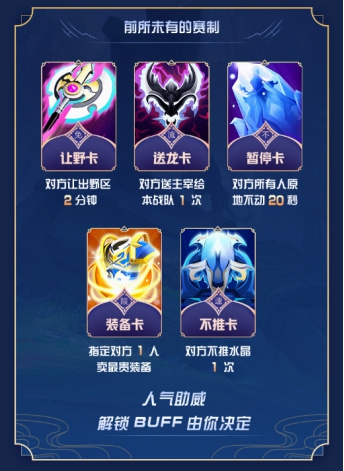 前所未有的赛制
免
流
不
让野卡
送龙卡
暂停卡
对方让出野区
2 分钟
对方送主宰给
本战队 1 次
对方所有人原
地不动 20 秒
限
速
装备卡
不推卡
指定对方 1 人
卖最贵装备
对方不推水晶
1 次
人气助威
解锁 BUFF 由你决定